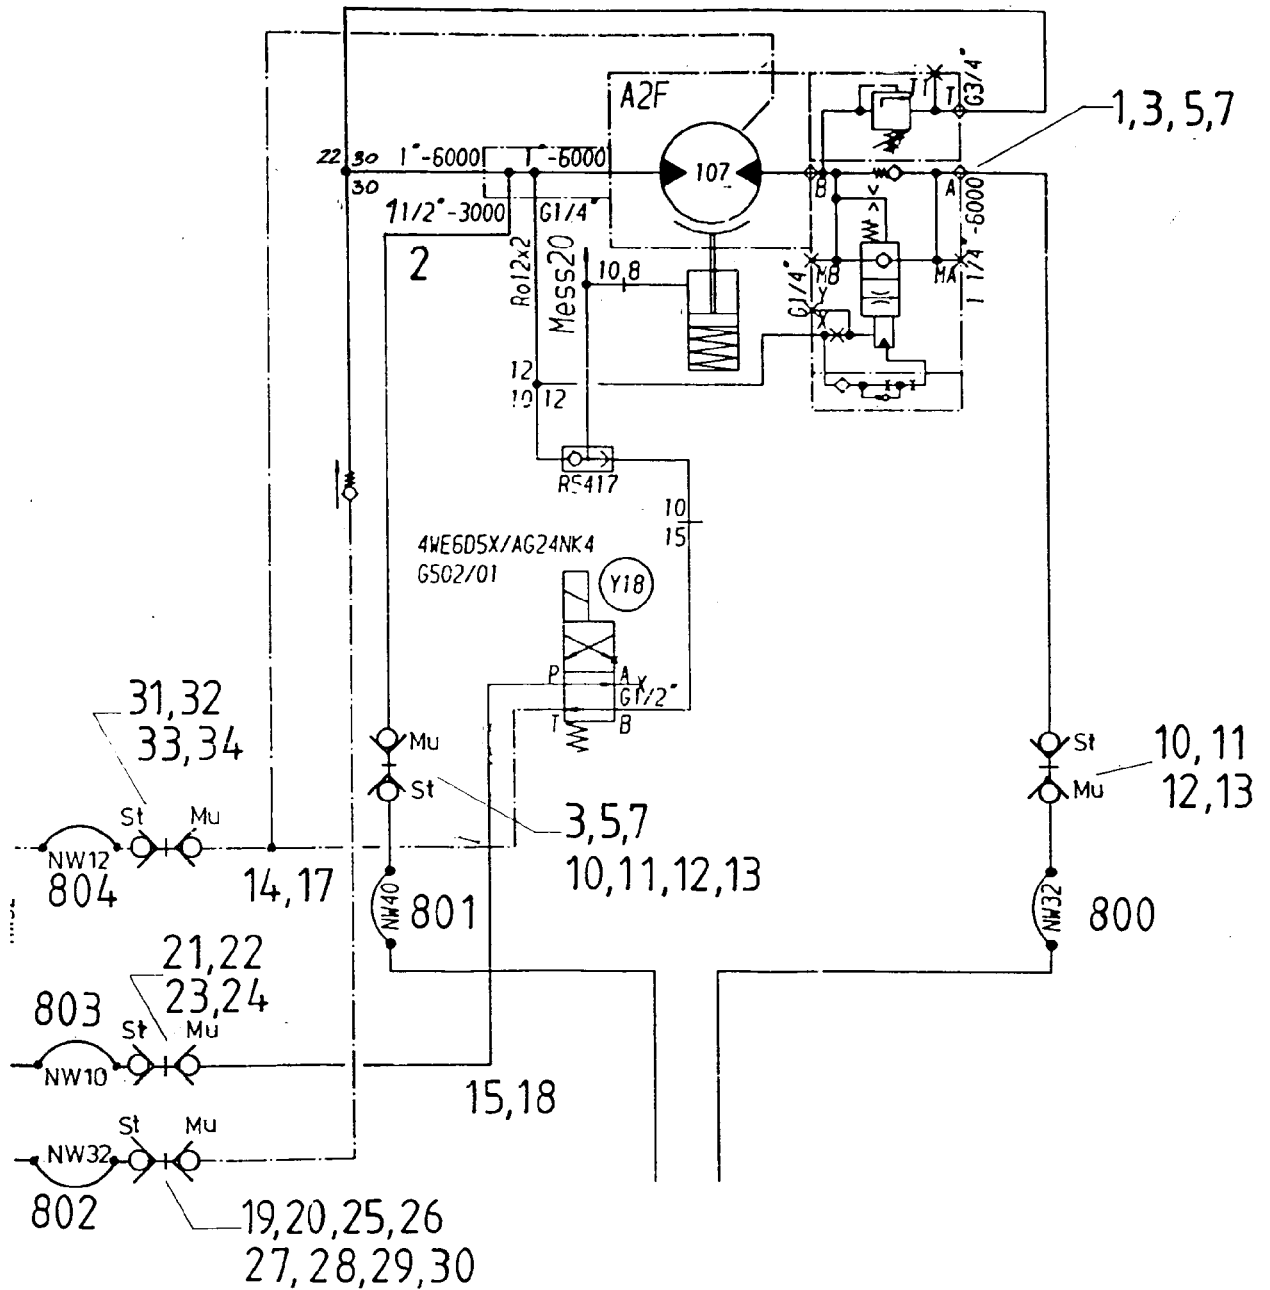 A2F
T T
T
G3/4"
1,3,5,7
22 30
30
1"-6000
1"-6000
107
B
A
1 1/4"-6000
11/2"-3000
G1/4"
2
Ro12x2
Mess20
10,8
MB
MA
G1/4"
Y
X
12
10 12
RS417
10
15
4WE6D5X/AG24NK4
GS02/01
Y18
P
A
X
G1/2"
T
B
31,32
33,34
Mu
St
St
Mu
10,11
12,13
St
Mu
3,5,7
10,11,12,13
NW12
804
14,17
NW40
801
NW32
800
21,22
23,24
803
St
Mu
NW10
15,18
St
Mu
NW32
802
19,20,25,26
27,28,29,30